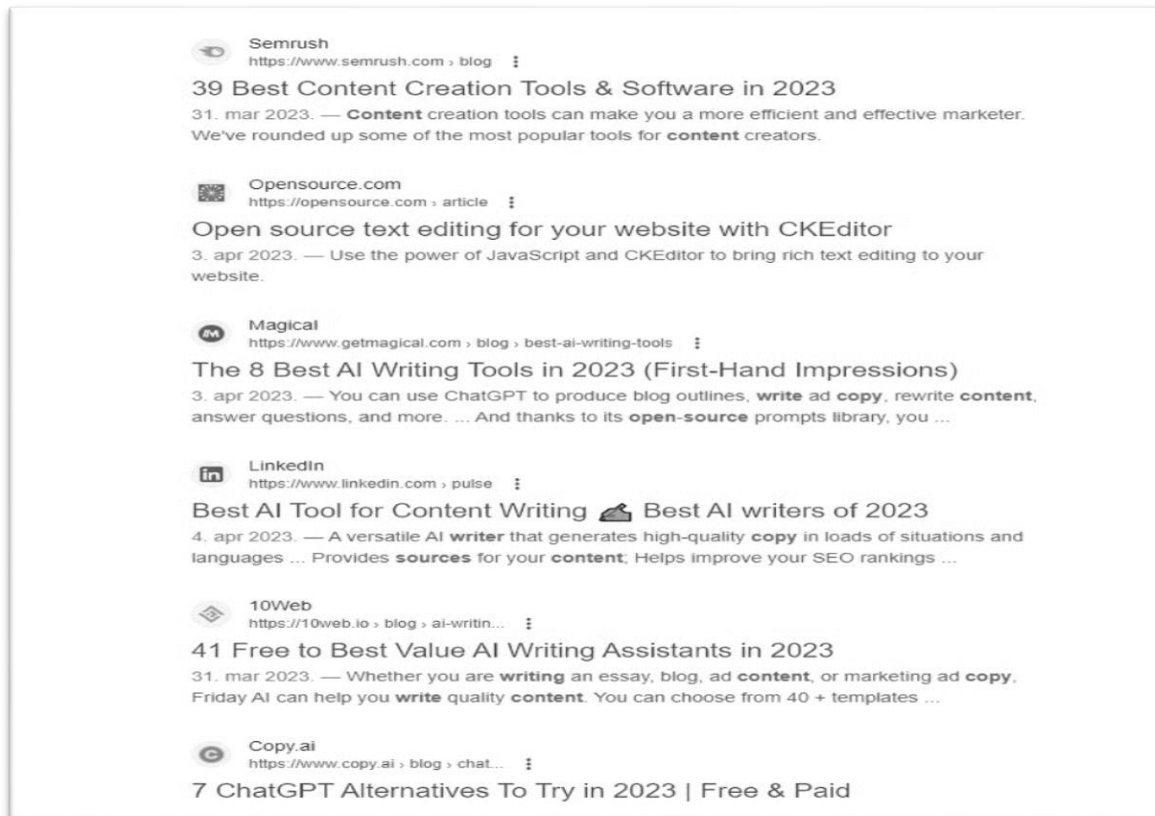 Semrush
https://www.semrush.com › blog
39 Best Content Creation Tools & Software in 2023
31. mar 2023. — Content creation tools can make you a more efficient and effective marketer.
We've rounded up some of the most popular tools for content creators.
Opensource.com
https://opensource.com › article
Open source text editing for your website with CKEditor
3. apr 2023. — Use the power of JavaScript and CKEditor to bring rich text editing to your
website.
Magical
https://www.getmagical.com › blog › best-ai-writing-tools
The 8 Best AI Writing Tools in 2023 (First-Hand Impressions)
3. apr 2023. — You can use ChatGPT to produce blog outlines, write ad copy, rewrite content,
answer questions, and more. ... And thanks to its open-source prompts library, you ...
LinkedIn
https://www.linkedin.com › pulse
Best AI Tool for Content Writing ✍ Best AI writers of 2023
4. apr 2023. — A versatile AI writer that generates high-quality copy in loads of situations and
languages ... Provides sources for your content; Helps improve your SEO rankings ...
10Web
https://10web.io › blog › ai-writin...
41 Free to Best Value AI Writing Assistants in 2023
31. mar 2023. — Whether you are writing an essay, blog, ad content, or marketing ad copy,
Friday AI can help you write quality content. You can choose from 40 + templates ...
Copy.ai
https://www.copy.ai › blog › chat...
7 ChatGPT Alternatives To Try in 2023 | Free & Paid